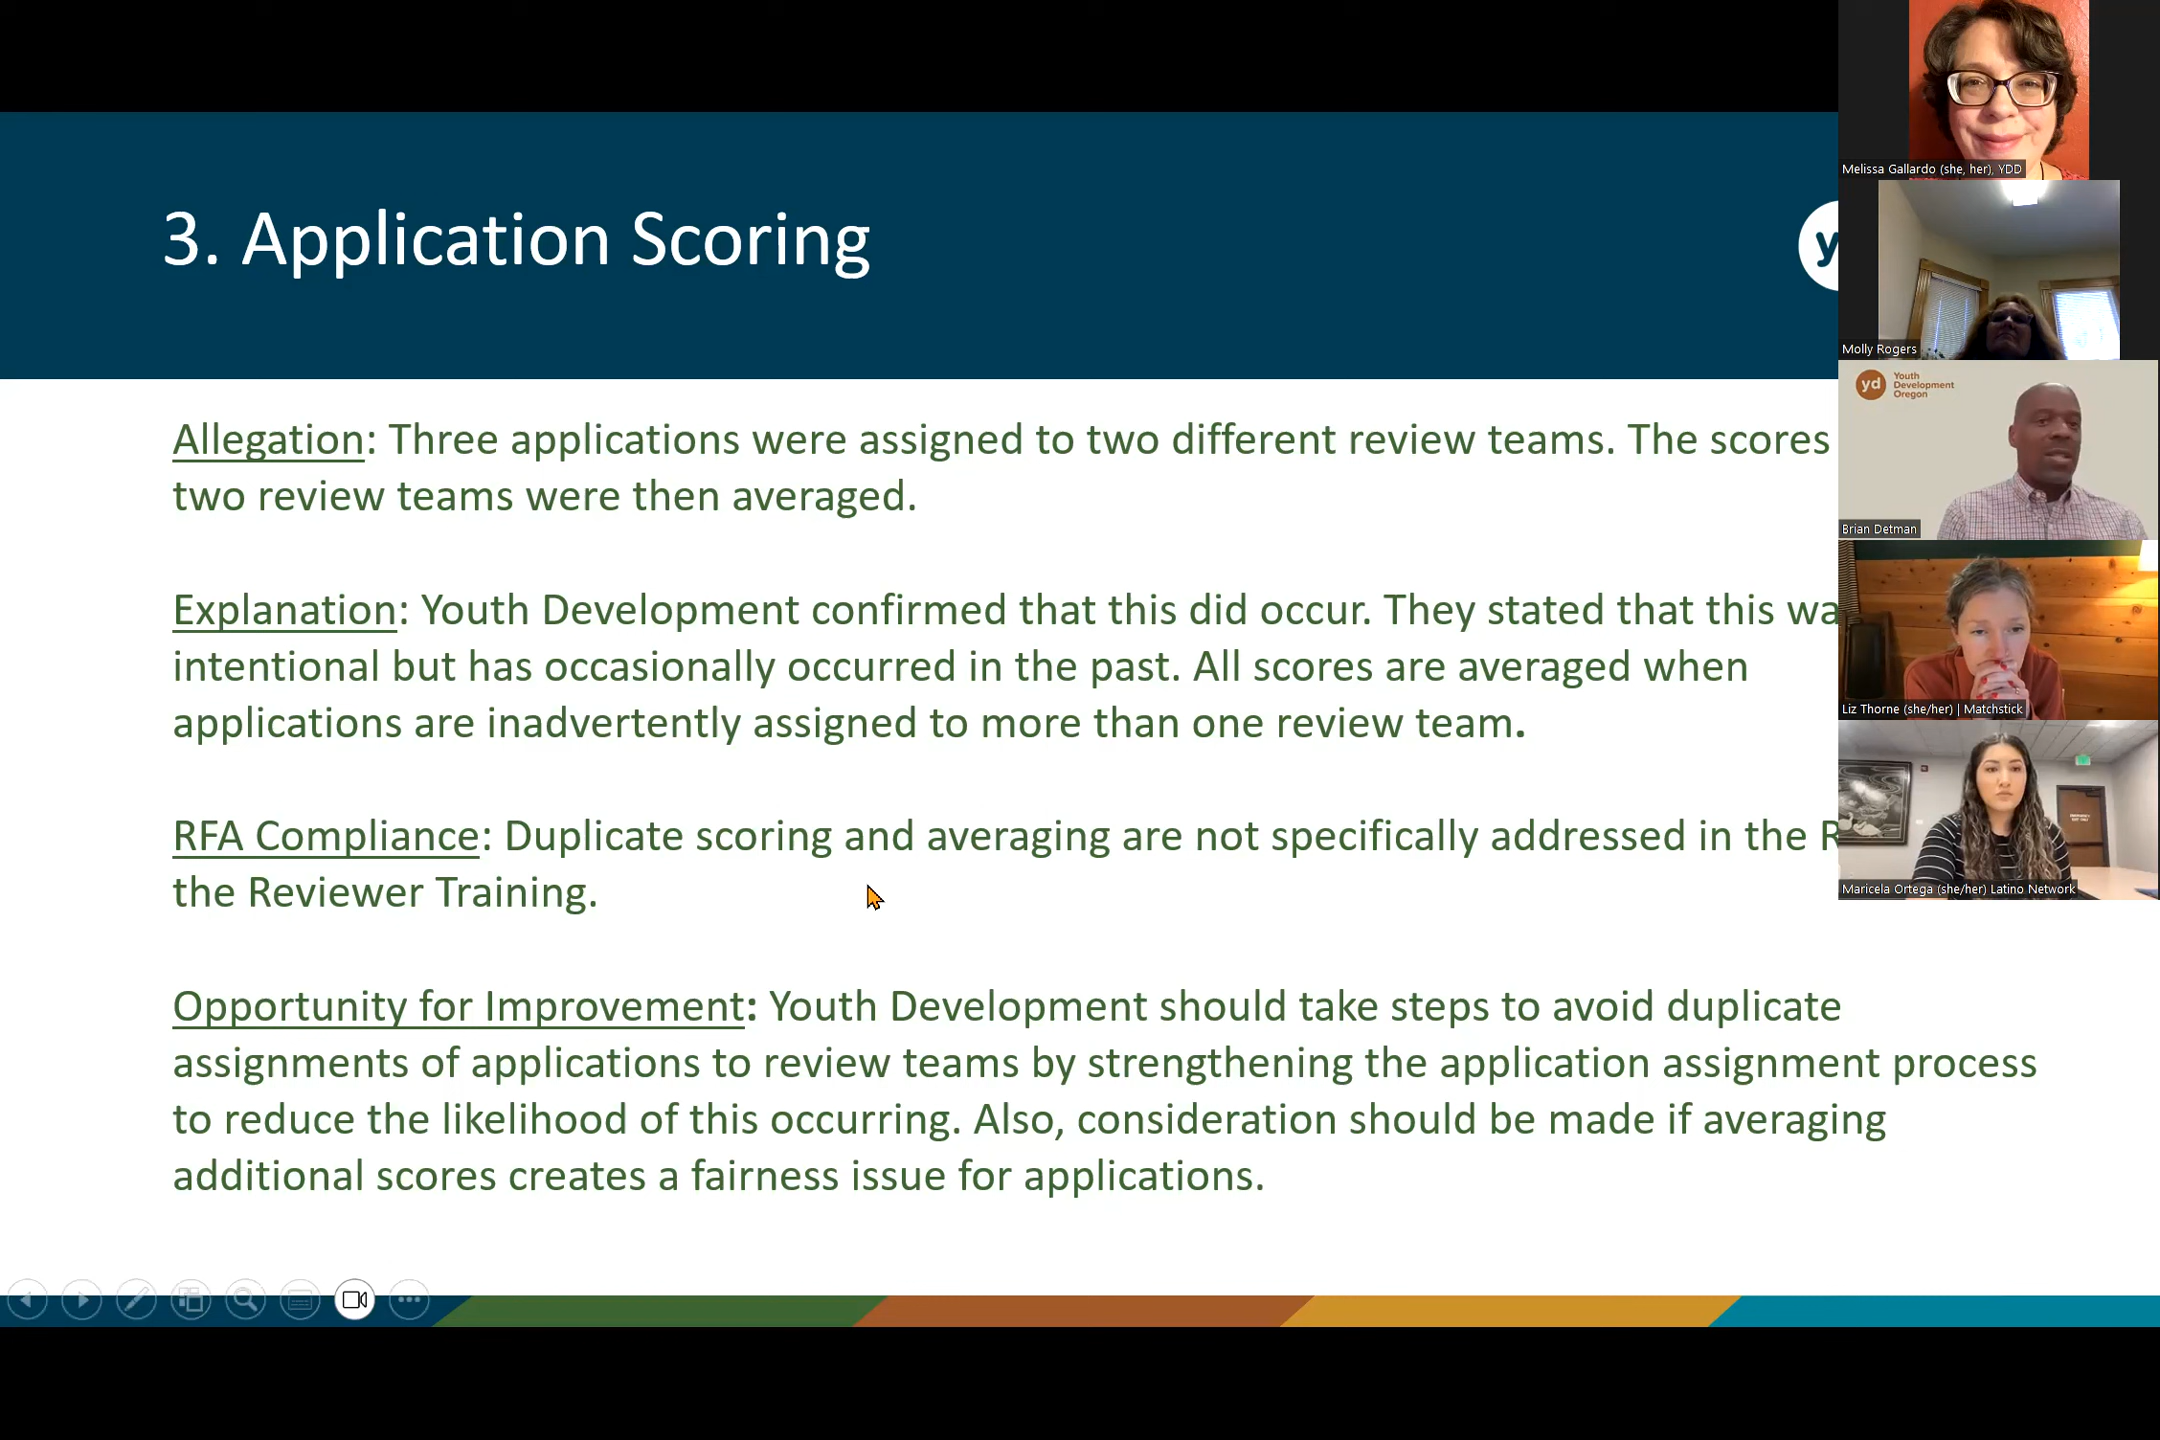 3. Application Scoring
Allegation: Three applications were assigned to two different review teams. The scores
two review teams were then averaged.
Explanation: Youth Development confirmed that this did occur. They stated that this
intentional but has occasionally occurred in the past. All scores are averaged when
applications are inadvertently assigned to more than one review team.
RFA Compliance: Duplicate scoring and averaging are not specifically addressed in the
the Reviewer Training.
Opportunity for Improvement: Youth Development should take steps to avoid duplicate
assignments of applications to review teams by strengthening the application assignment process
to reduce the likelihood of this occurring. Also, consideration should be made if averaging
additional scores creates a fairness issue for applications.
Melissa Gallardo (she, her), YDD
Molly Rogers
yd
Youth
Development
Oregon
Brian Detman
Liz Thorne (she/her) | Matchstick
Maricela Ortega (she/her) Latino Network